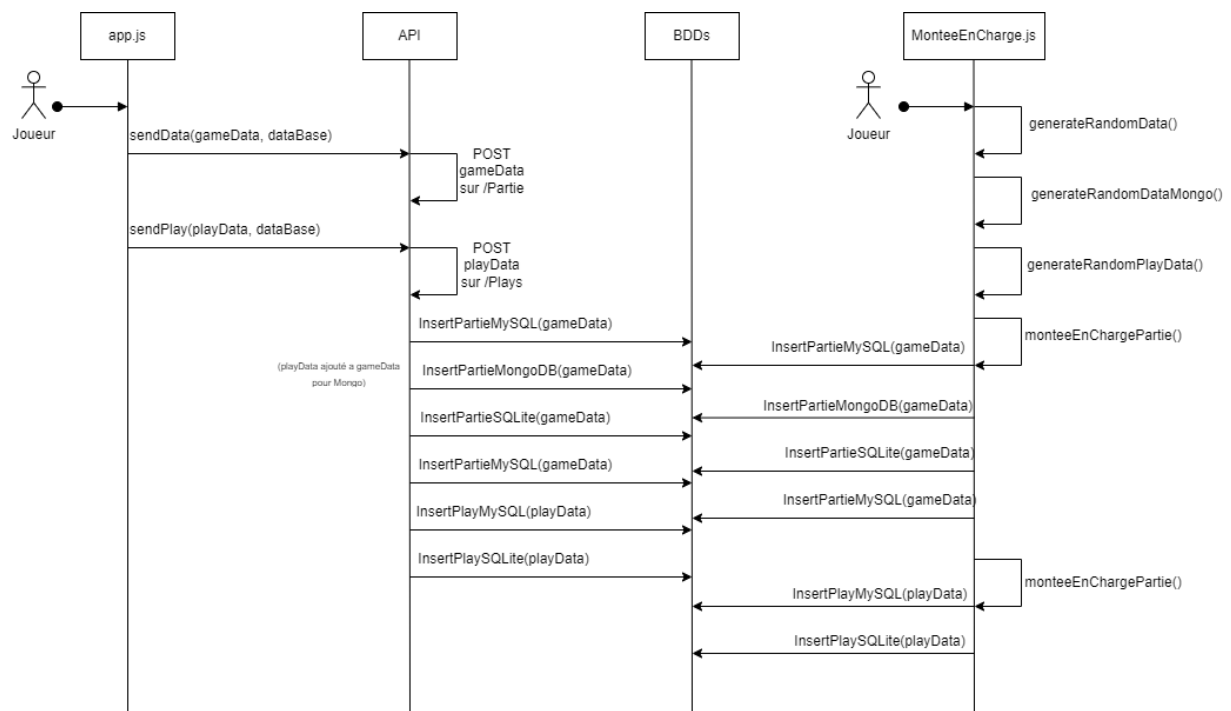 app.js
API
BDDs
MonteeEnCharge.js
Joueur
Joueur
generateRandomData()
sendData(gameData, dataBase)
POST
gameData
sur /Partie
generateRandomDataMongo()
sendPlay(playData, dataBase)
POST
playData
sur /Plays
generateRandomPlayData()
InsertPartieMySQL(gameData)
monteeEnChargePartie()
InsertPartieMySQL(gameData)
(playData ajouté a gameData
pour Mongo)
InsertPartieMongoDB(gameData)
InsertPartieMongoDB(gameData)
InsertPartieSQLite(gameData)
InsertPartieSQLite(gameData)
InsertPartieMySQL(gameData)
InsertPartieMySQL(gameData)
InsertPlayMySQL(playData)
InsertPlaySQLite(playData)
monteeEnChargePartie()
InsertPlayMySQL(playData)
InsertPlaySQLite(playData)